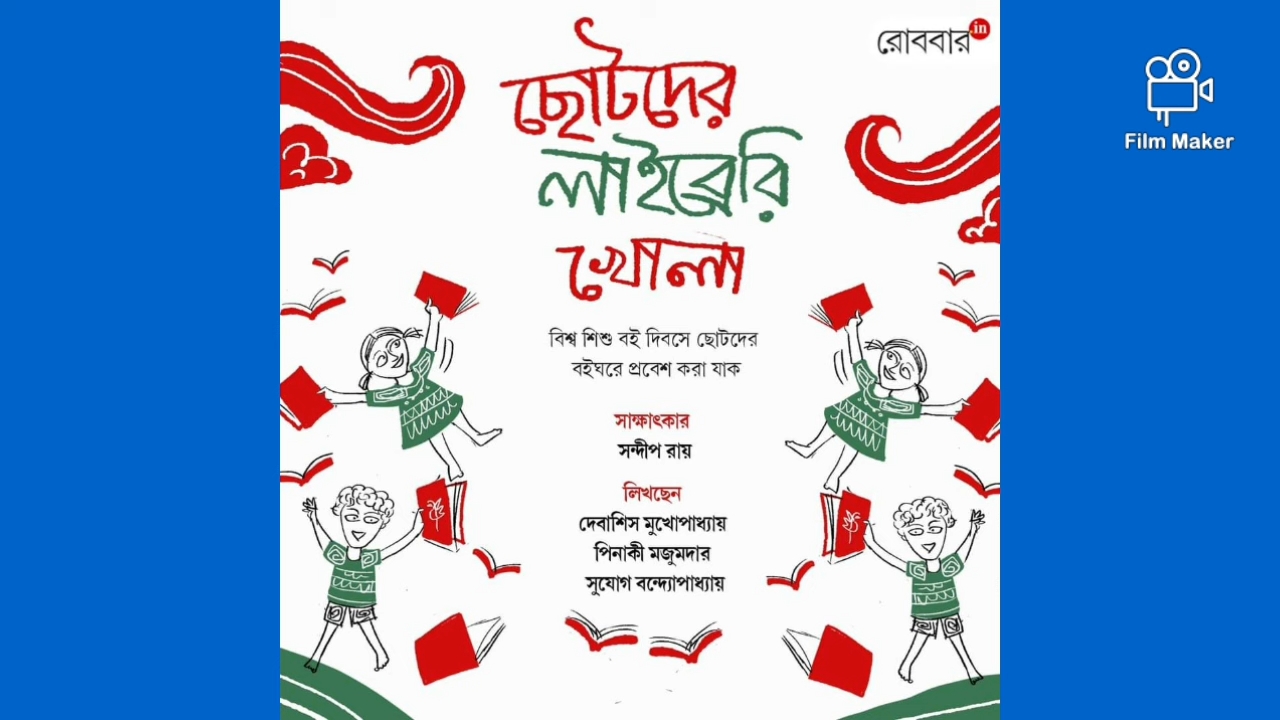 রোববার.in
ছোটদের
লাইব্রেরি
খোলা
বিশ্ব শিশু বই দিবসে ছোটদের
বইঘরে প্রবেশ করা যাক
সাক্ষাৎকার
সন্দীপ রায়
লিখছেন
দেবাশিস মুখোপাধ্যায়
পিনাকী মজুমদার
সুযোগ বন্দ্যোপাধ্যায়
Film Maker